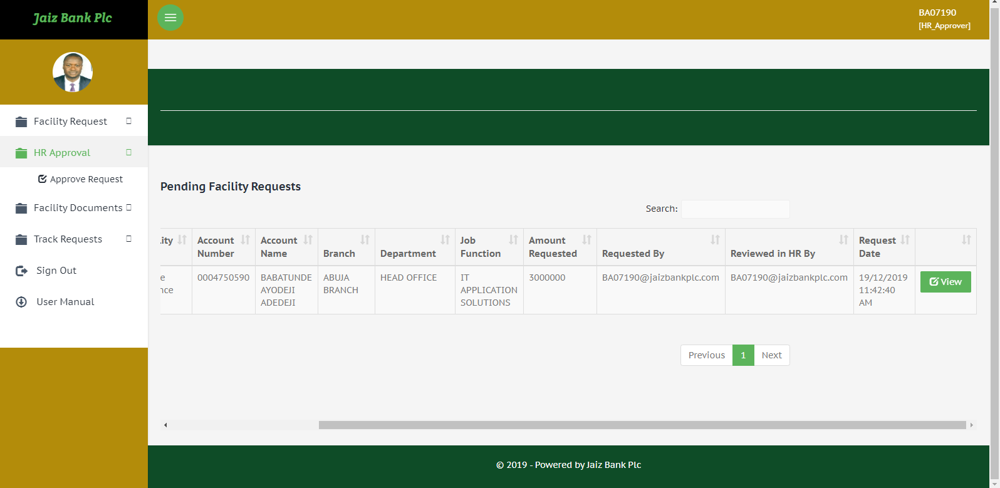 Jaiz Bank Plc
BA07190
[HR_Approver]
Facility Request
HR Approval
Approve Request
Facility Documents
Track Requests
Sign Out
User Manual
Pending Facility Requests
Search:
lity Account Number Account Name Branch Department Job Function Amount Requested Requested By Reviewed in HR By Request Date
e nce 0004750590 BABATUNDE AYODEJI ADEDEJI ABUJA BRANCH HEAD OFFICE IT APPLICATION SOLUTIONS 3000000 BA07190@jaizbankplc.com BA07190@jaizbankplc.com 19/12/2019 11:42:40 AM View
Previous 1 Next
© 2019 - Powered by Jaiz Bank Plc